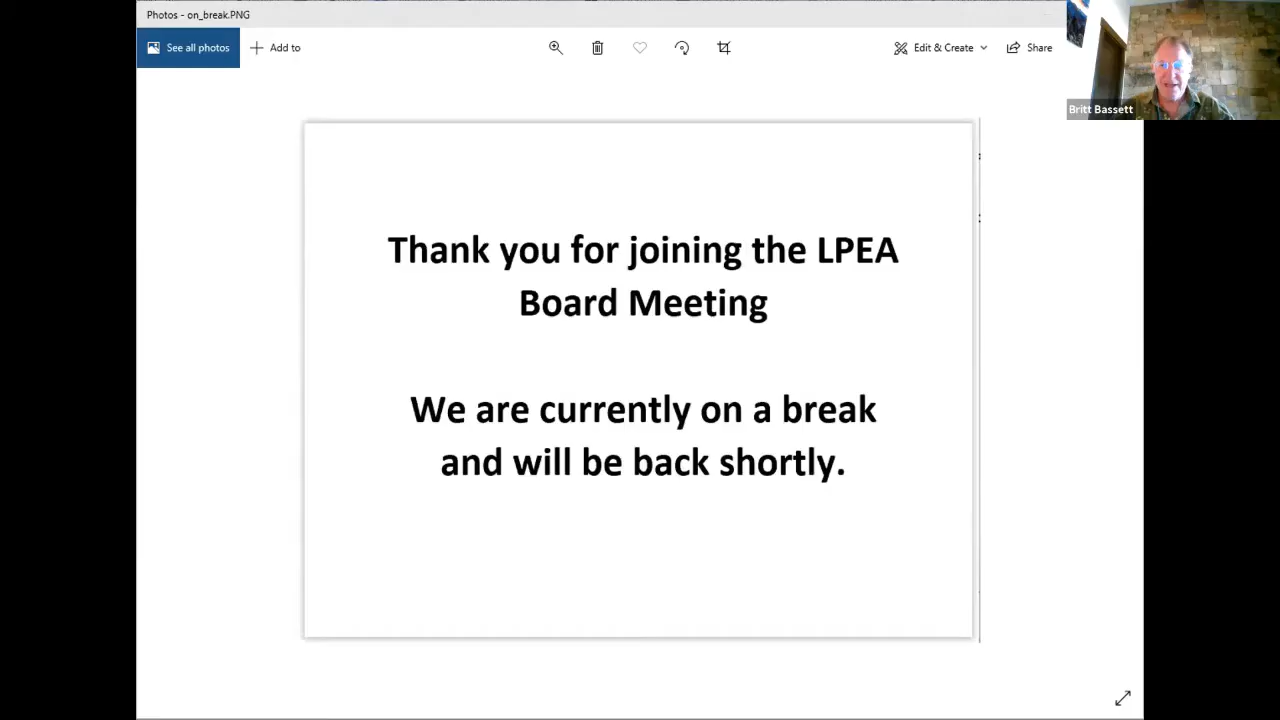 Photos - on_break.PNG
See all photos
Add to
Edit & Create
Share
Britt Bassett
Thank you for joining the LPEA
Board Meeting
We are currently on a break
and will be back shortly.